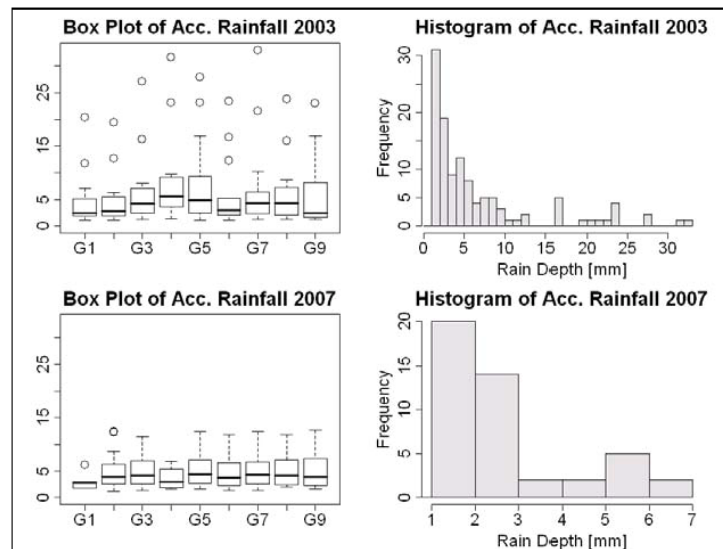 Box Plot of Acc. Rainfall 2003
25
15
5
0
G1 G3 G5 G7 G9
Histogram of Acc. Rainfall 2003
Frequency
30
20
10
5
0
0 5 10 15 20 25 30
Rain Depth [mm]
Box Plot of Acc. Rainfall 2007
25
15
5
0
G1 G3 G5 G7 G9
Histogram of Acc. Rainfall 2007
Frequency
20
15
10
5
0
1 2 3 4 5 6 7
Rain Depth [mm]